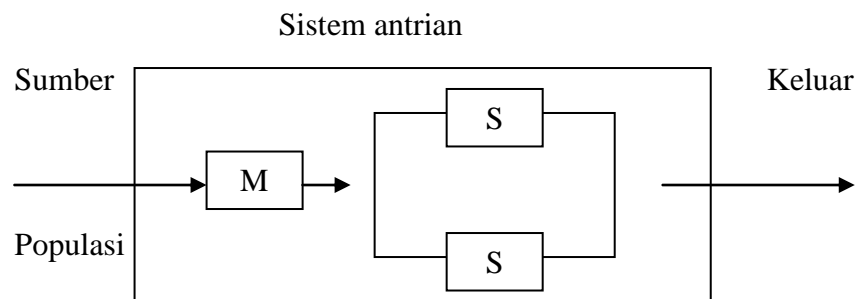 Sistem antrian
Sumber
Keluar
S
M
Populasi
S